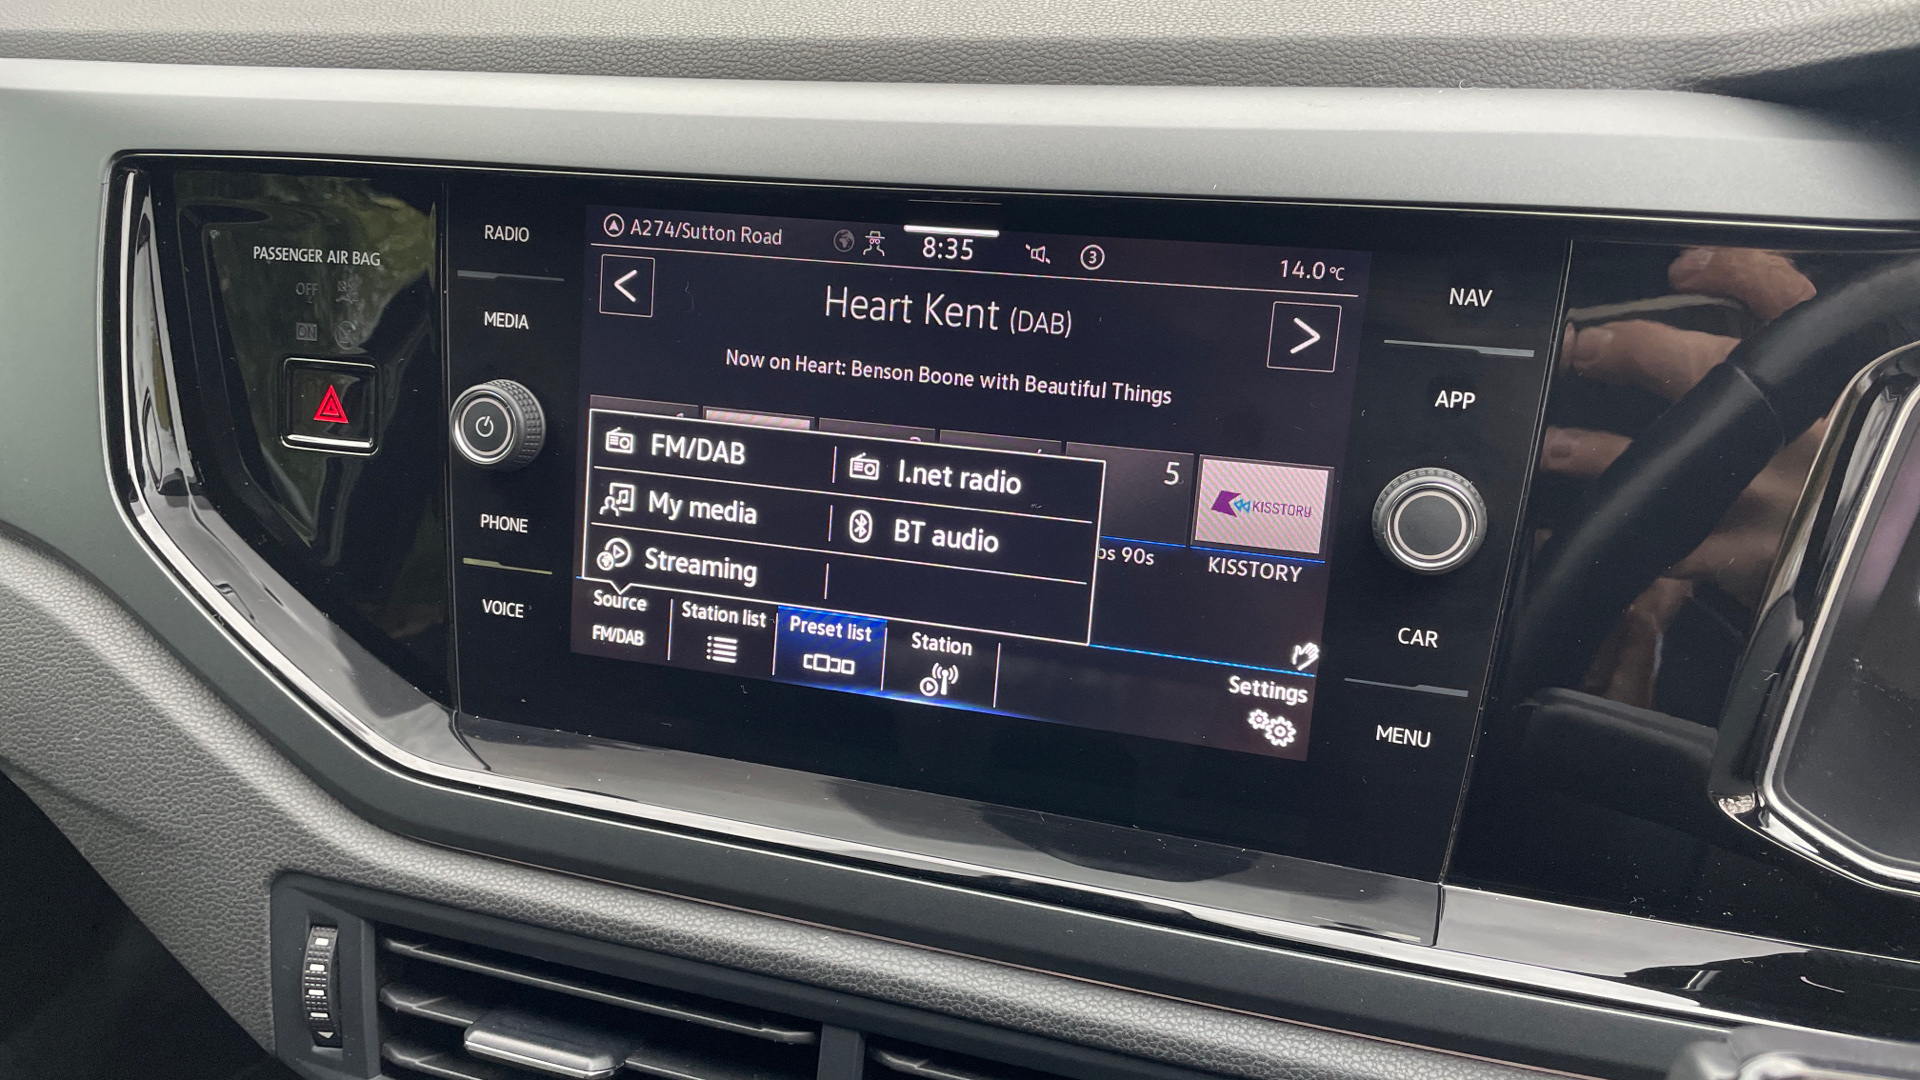 PASSENGER AIR BAG
OFF
ON
RADIO
MEDIA
PHONE
VOICE
A274/Sutton Road
8:35
3
14.0°C
Heart Kent (DAB)
Now on Heart: Benson Boone with Beautiful Things
FM/DAB
I.net radio
My media
BT audio
Streaming
5
KISSTORY
90s
KISSTORY
Source
FM/DAB
Station list
Preset list
Station
Settings
NAV
APP
CAR
MENU